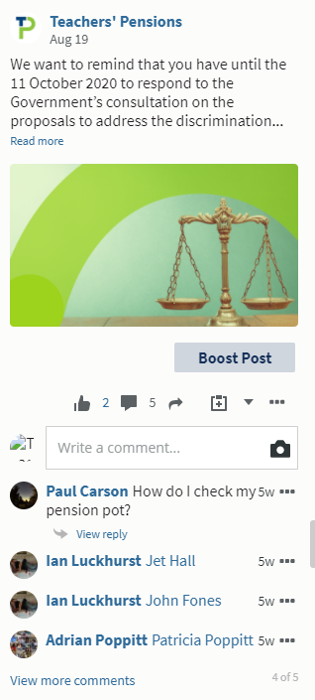 Teachers' Pensions
Aug 19
We want to remind that you have until the
11 October 2020 to respond to the
Government’s consultation on the
proposals to address the discrimination...
Read more
Boost Post
2 5
Write a comment...
Paul Carson How do I check my 5w
pension pot?
View reply
Ian Luckhurst Jet Hall 5w
Ian Luckhurst John Fones 5w
Adrian Poppitt Patricia Poppitt 5w
View more comments 4 of 5